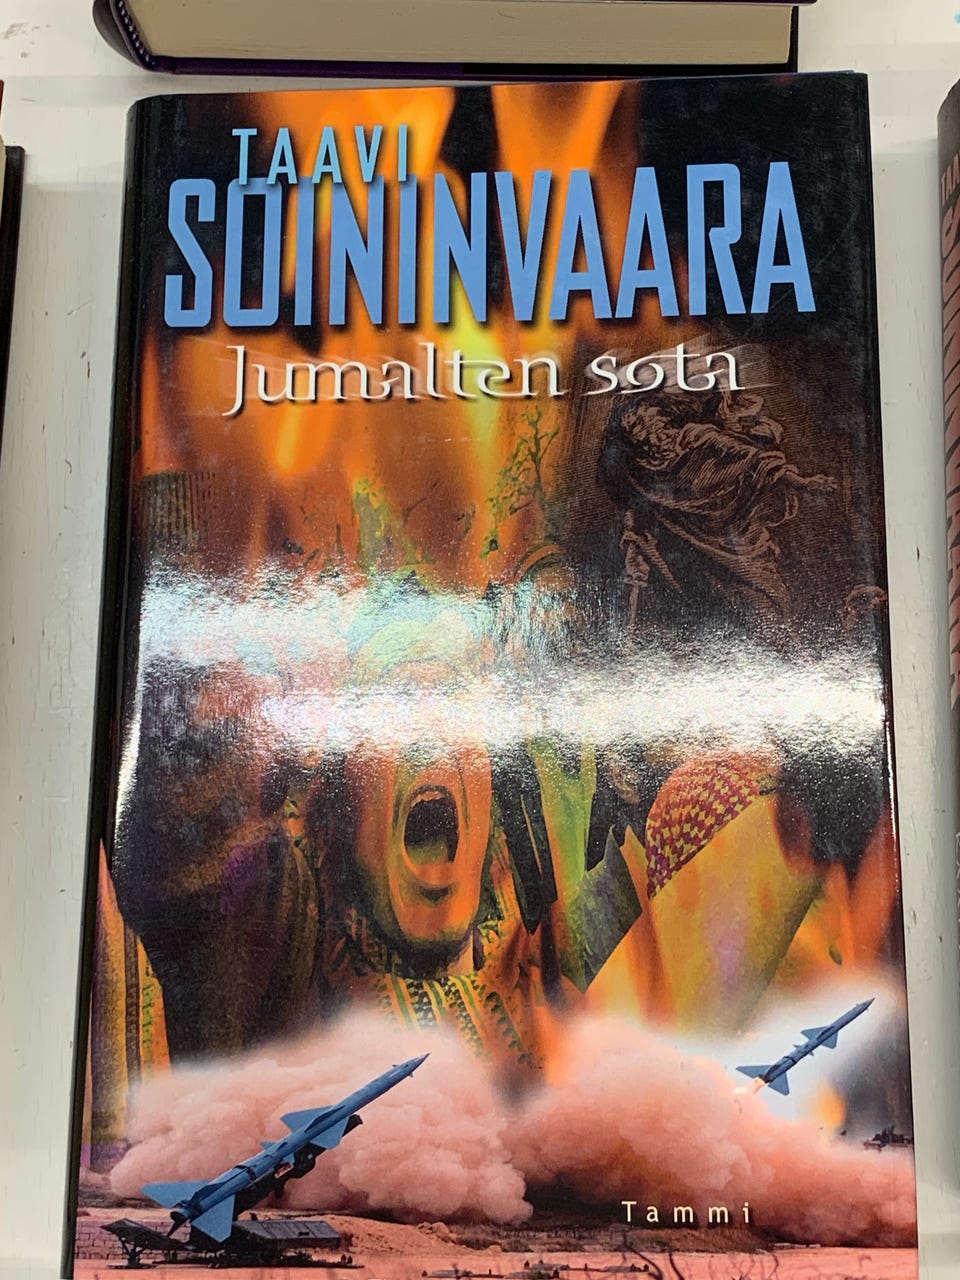 TAAVI
SOININVAARA
Jumalten sota
Tammi